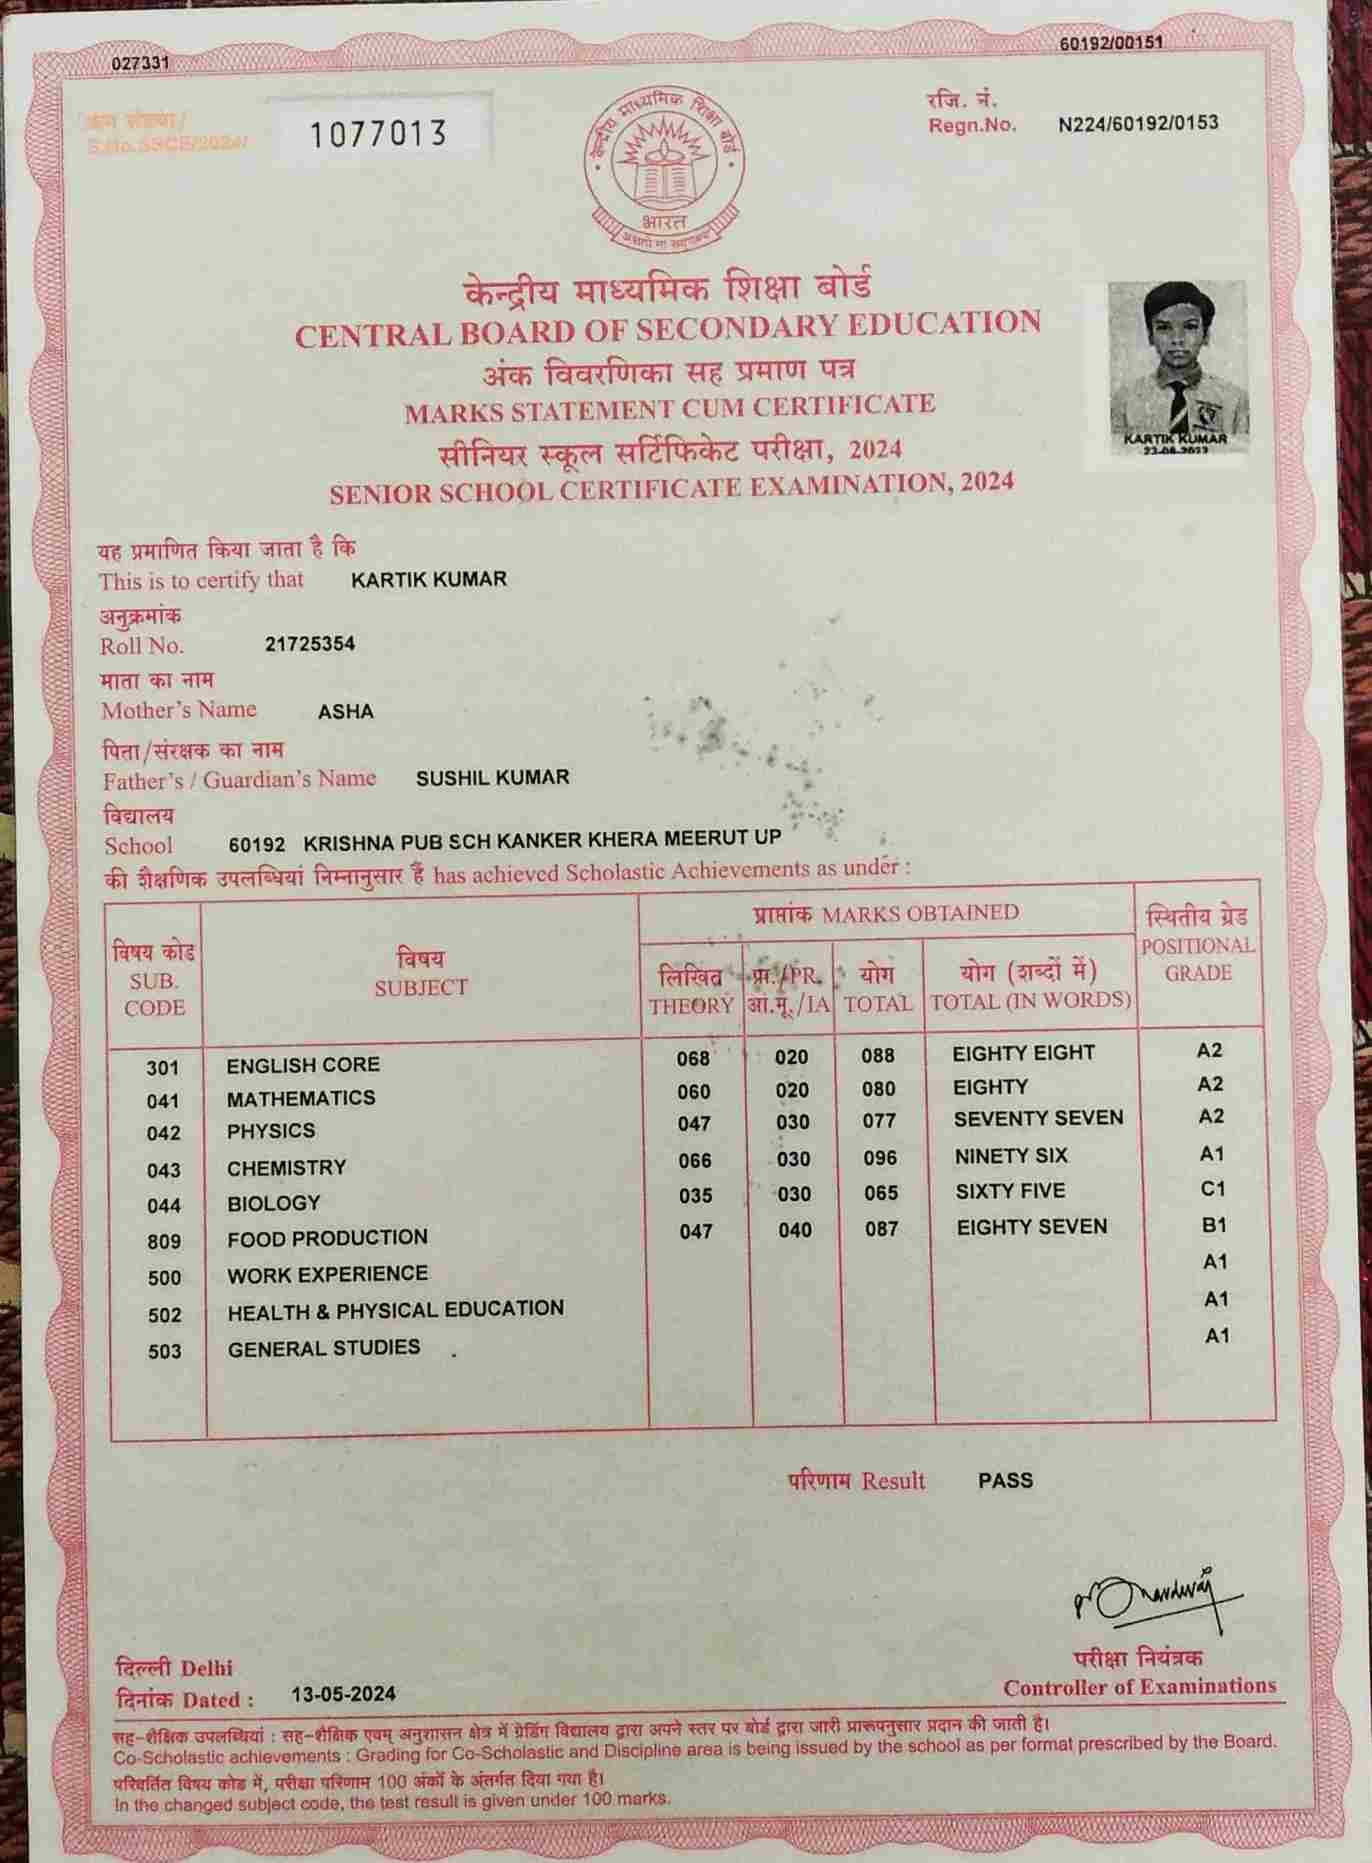 027331
60192/00151
क्रम संख्या/
S.No.SSCE/2024/
1077013
रजि. नं.
Regn.No. N224/60192/0153
केन्द्रीय माध्यमिक शिक्षा बोर्ड
भारत
केन्द्रीय माध्यमिक शिक्षा बोर्ड
CENTRAL BOARD OF SECONDARY EDUCATION
अंक विवरणिका सह प्रमाण पत्र
MARKS STATEMENT CUM CERTIFICATE
सीनियर स्कूल सर्टिफिकेट परीक्षा, 2024
SENIOR SCHOOL CERTIFICATE EXAMINATION, 2024
KARTIK KUMAR
यह प्रमाणित किया जाता है कि
This is to certify that KARTIK KUMAR
अनुक्रमांक
Roll No. 21725354
माता का नाम
Mother's Name ASHA
पिता/संरक्षक का नाम
Father's / Guardian's Name SUSHIL KUMAR
विद्यालय
School 60192 KRISHNA PUB SCH KANKER KHERA MEERUT UP
की शैक्षणिक उपलब्धियां निम्नानुसार हैं has achieved Scholastic Achievements as under :
विषय कोड
SUB.
CODE
विषय
SUBJECT
प्राप्तांक MARKS OBTAINED
लिखित
THEORY
प्रा./PR.
आं.मू./IA
योग
TOTAL
योग (शब्दों में)
TOTAL (IN WORDS)
स्थितीय ग्रेड
POSITIONAL
GRADE
301 ENGLISH CORE 068 020 088 EIGHTY EIGHT A2
041 MATHEMATICS 060 020 080 EIGHTY A2
042 PHYSICS 047 030 077 SEVENTY SEVEN A2
043 CHEMISTRY 066 030 096 NINETY SIX A1
044 BIOLOGY 035 030 065 SIXTY FIVE C1
809 FOOD PRODUCTION 047 040 087 EIGHTY SEVEN B1
500 WORK EXPERIENCE A1
502 HEALTH & PHYSICAL EDUCATION A1
503 GENERAL STUDIES A1
परिणाम Result PASS
परीक्षा नियंत्रक
Controller of Examinations
दिल्ली Delhi
दिनांक Dated : 13-05-2024
सह-शैक्षिक उपलब्धियां : सह-शैक्षिक एवम् अनुशासन क्षेत्र में ग्रेडिंग विद्यालय द्वारा अपने स्तर पर बोर्ड द्वारा जारी प्रारूपनुसार प्रदान की जाती है।
Co-Scholastic achievements : Grading for Co-Scholastic and Discipline area is being issued by the school as per format prescribed by the Board.
परिवर्तित विषय कोड में, परीक्षा परिणाम 100 अंकों के अंतर्गत दिया गया है।
In the changed subject code, the test result is given under 100 marks.